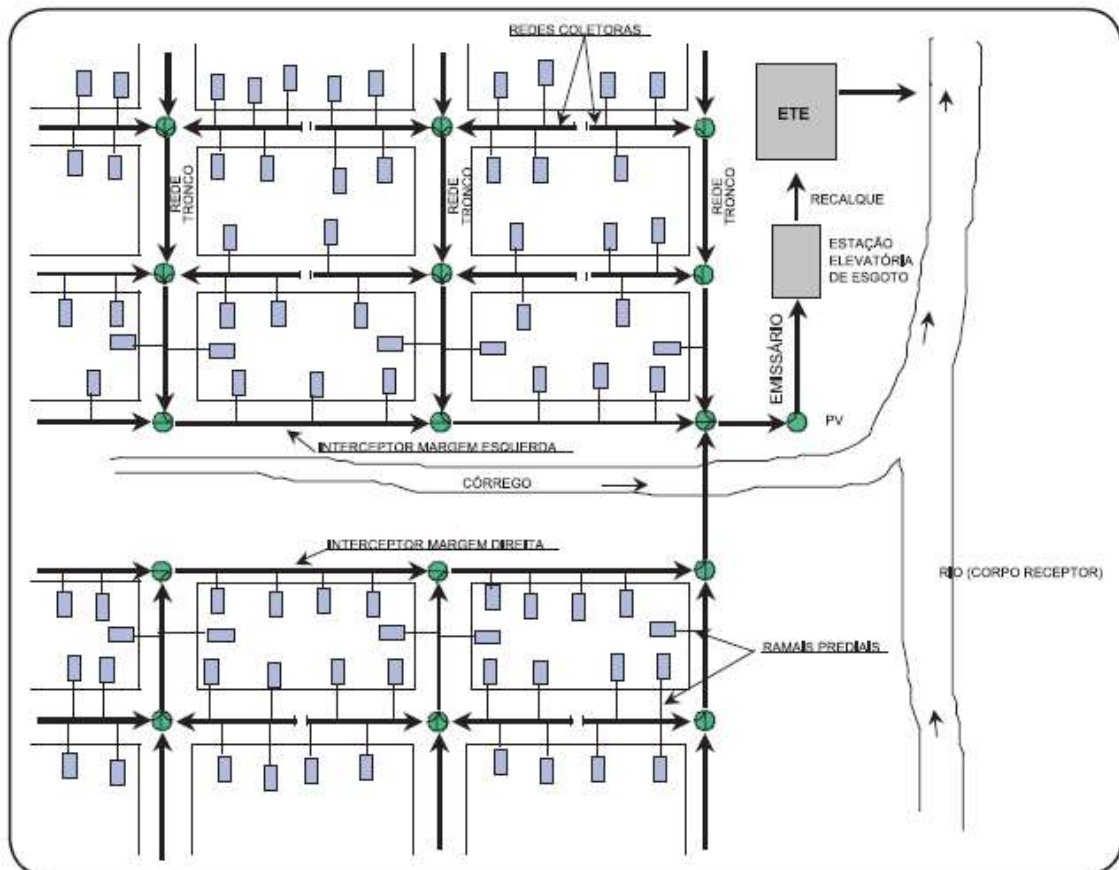 REDES COLETORAS
ETE
REDE
TRONCO
REDE
TRONCO
REDE
TRONCO
RECALQUE
ESTAÇÃO
ELEVATÓRIA
DE ESGOTO
EMISSÁRIO
PV
INTERCEPTOR MARGEM ESQUERDA
CÓRREGO
INTERCEPTOR MARGEM DIREITA
RIO (CORPO RECEPTOR)
RAMAIS PREDIAIS